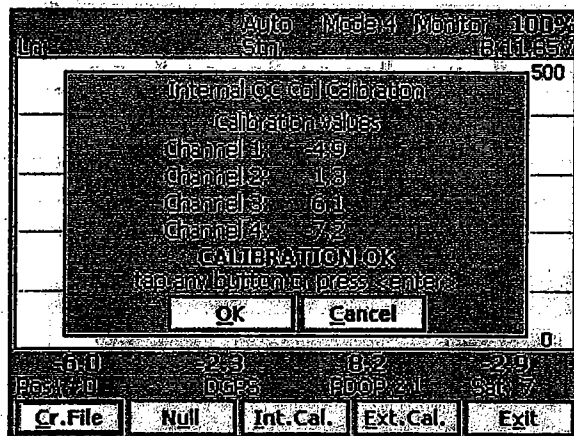 Auto Mode 4 Monitor 100%
Ln: Stn:
500
Internal Q-C Coil Calibration
Calibration Values
Channel 1: -4.9
Channel 2: 1.8
Channel 3: 6.1
Channel 4: -7.2
CALIBRATION OK
tap any button or press center
OK Cancel
0
-6.0 -2.3 8.2 -2.9
DGPS PDOP 2.1 Sat: 7
Cr.File Null Int.Cal. Ext.Cal. Exit